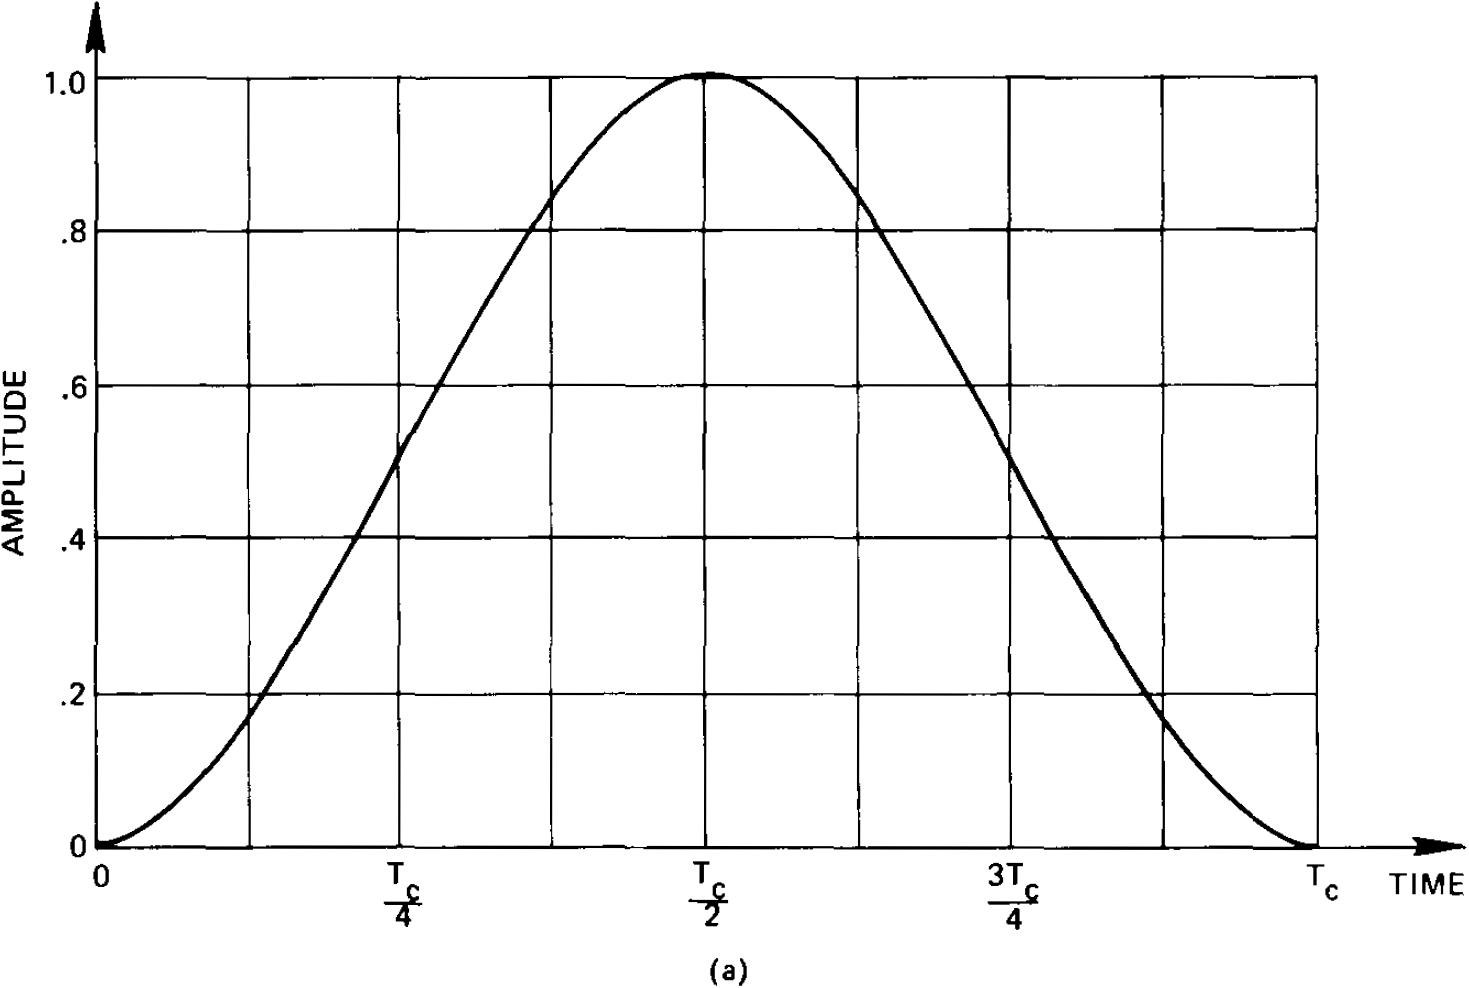 1.0
.8
.6
.4
.2
0
AMPLITUDE
0
T_c/4
T_c/2
3T_c/4
T_c
TIME
(a)